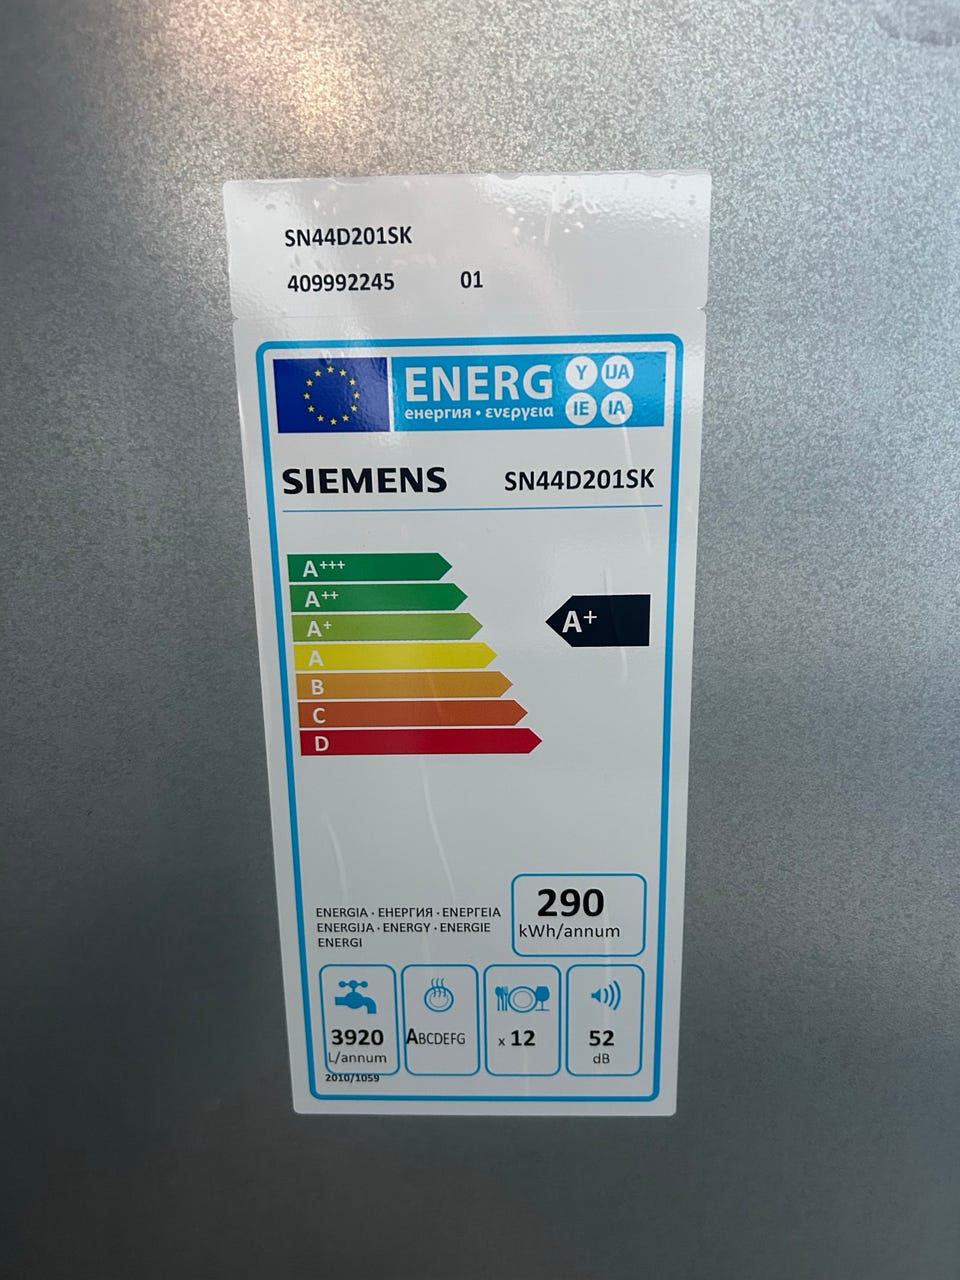 SN44D201SK
409992245 01
ENERG Y IJA
енергия · ενεργεια IE IA
SIEMENS SN44D201SK
A+++
A++
A+ A+
A
B
C
D
ENERGIA · ЕНЕРГИЯ · ΕΝΕΡΓΕΙΑ
ENERGIJA · ENERGY · ENERGIE
ENERGI
290
kWh/annum
3920 ABCDEFG x 12 52
L/annum dB
2010/1059